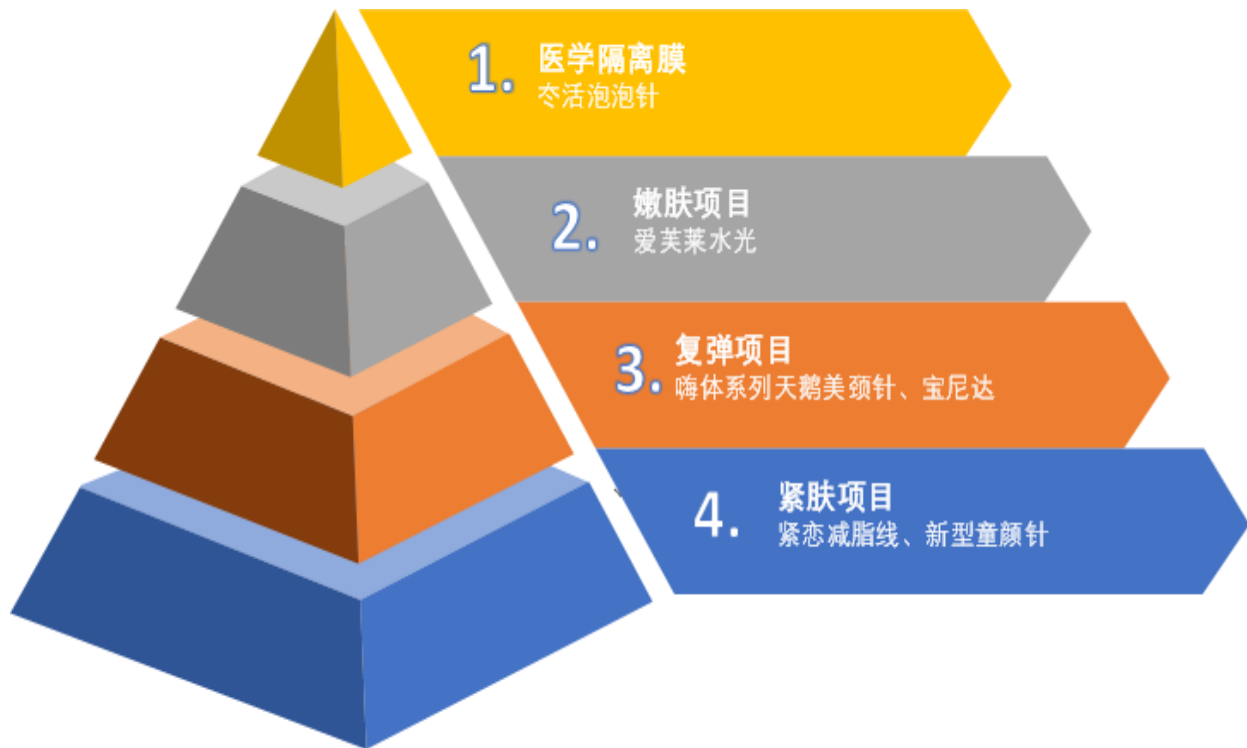 1. 医学隔离膜
冭活泡泡针
2. 嫩肤项目
爱芙莱水光
3. 复弹项目
嗨体系列天鹅美颈针、宝尼达
4. 紧肤项目
紧恋减脂线、新型童颜针